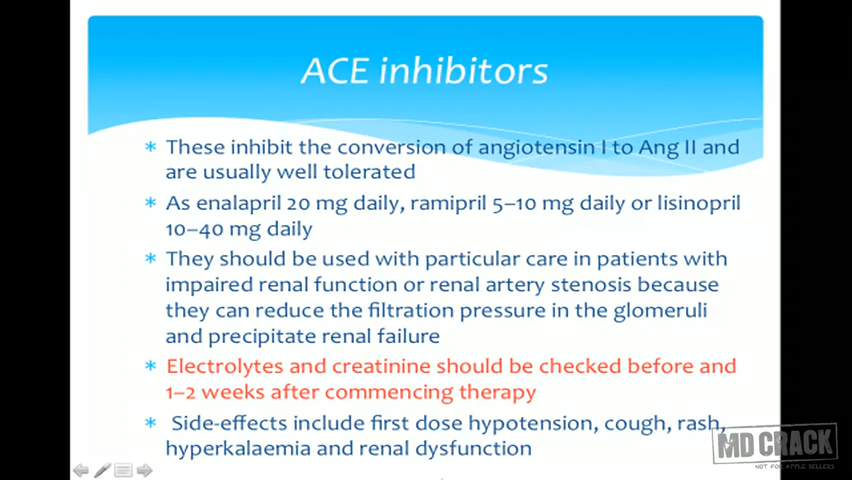 ACE inhibitors
* These inhibit the conversion of angiotensin I to Ang II and
are usually well tolerated
* As enalapril 20 mg daily, ramipril 5–10 mg daily or lisinopril
10–40 mg daily
* They should be used with particular care in patients with
impaired renal function or renal artery stenosis because
they can reduce the filtration pressure in the glomeruli
and precipitate renal failure
* Electrolytes and creatinine should be checked before and
1–2 weeks after commencing therapy
* Side-effects include first dose hypotension, cough, rash,
hyperkalaemia and renal dysfunction
MD CRACK
NOT FOR APPLE SELLERS